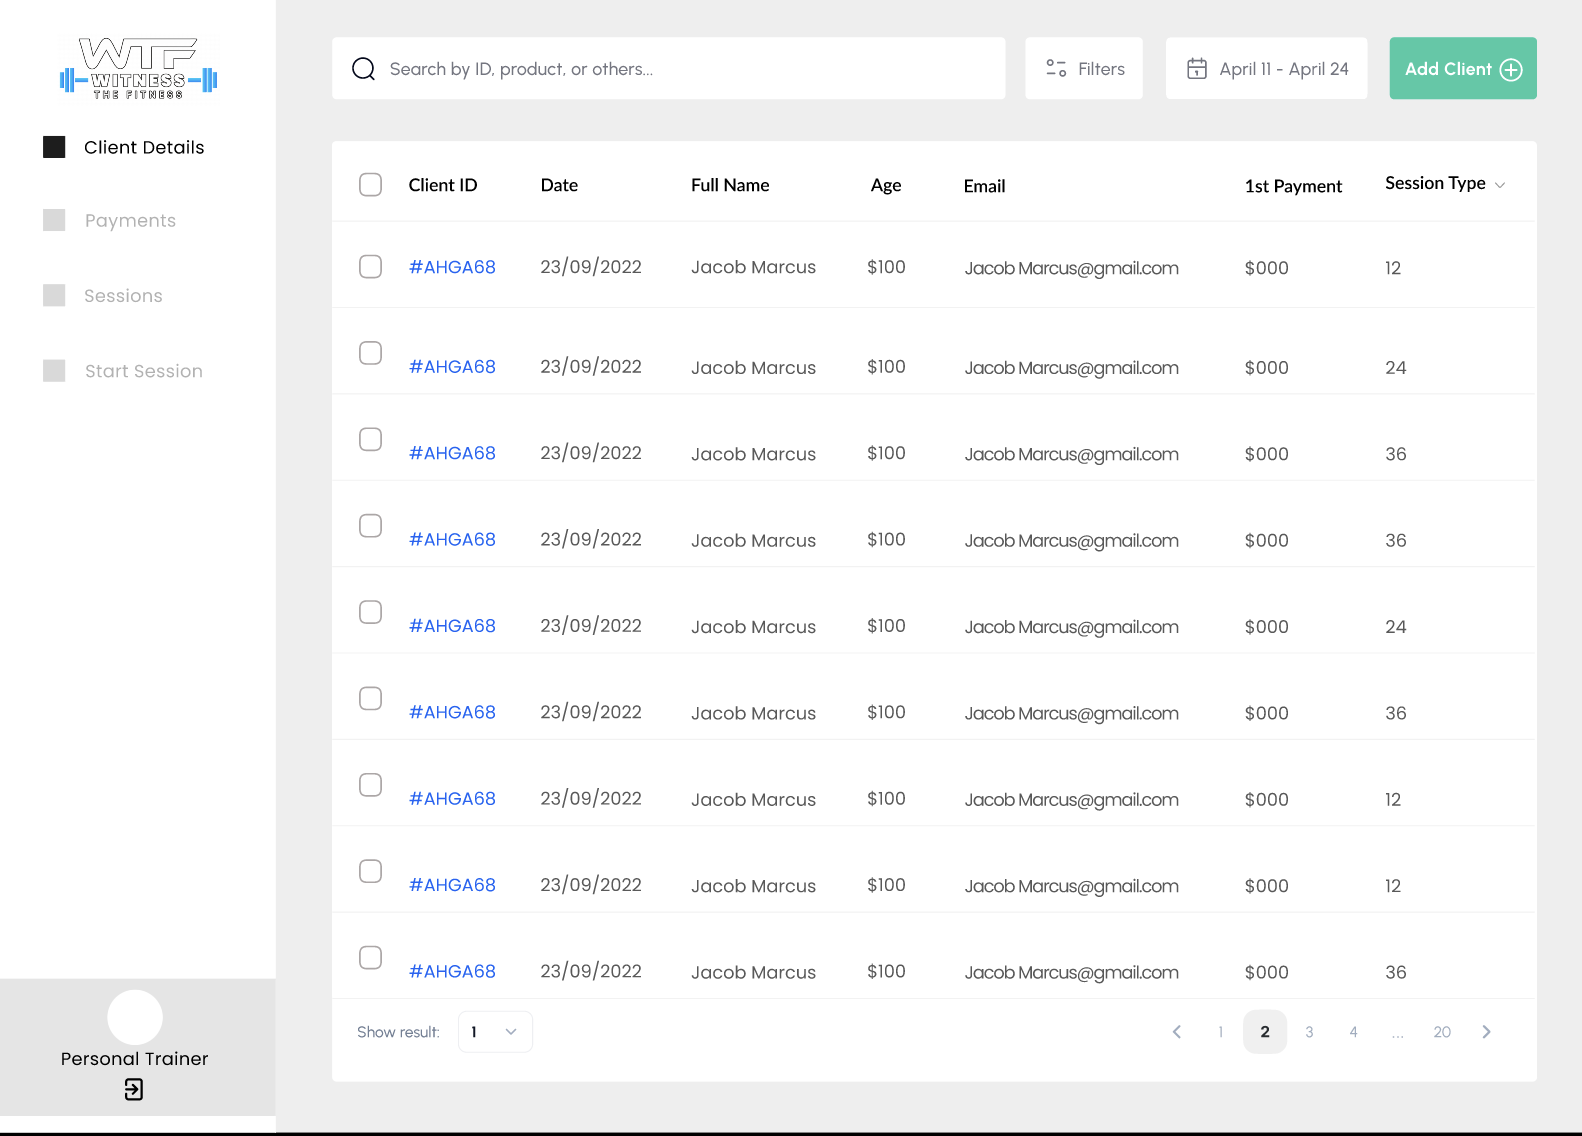 WTF
WITNESS
THE FITNESS
Client Details
Payments
Sessions
Start Session
Personal Trainer
Search by ID, product, or others...
Filters
April 11 - April 24
Add Client
Client ID Date Full Name Age Email 1st Payment Session Type
#AHGA68 23/09/2022 Jacob Marcus $100 Jacob Marcus@gmail.com $000 12
#AHGA68 23/09/2022 Jacob Marcus $100 Jacob Marcus@gmail.com $000 24
#AHGA68 23/09/2022 Jacob Marcus $100 Jacob Marcus@gmail.com $000 36
#AHGA68 23/09/2022 Jacob Marcus $100 Jacob Marcus@gmail.com $000 36
#AHGA68 23/09/2022 Jacob Marcus $100 Jacob Marcus@gmail.com $000 24
#AHGA68 23/09/2022 Jacob Marcus $100 Jacob Marcus@gmail.com $000 36
#AHGA68 23/09/2022 Jacob Marcus $100 Jacob Marcus@gmail.com $000 12
#AHGA68 23/09/2022 Jacob Marcus $100 Jacob Marcus@gmail.com $000 12
#AHGA68 23/09/2022 Jacob Marcus $100 Jacob Marcus@gmail.com $000 36
Show result: 1
1 2 3 4 ... 20